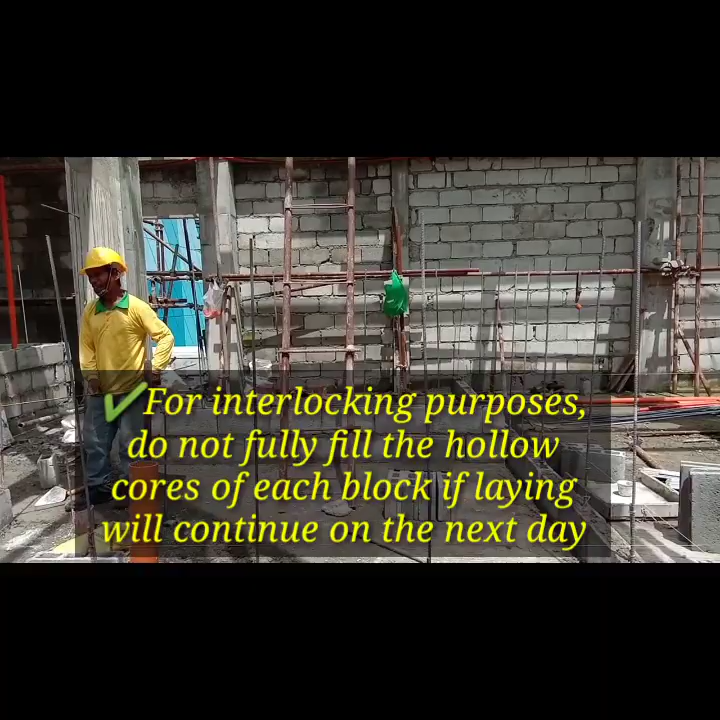 ✔For interlocking purposes,
do not fully fill the hollow
cores of each block if laying
will continue on the next day